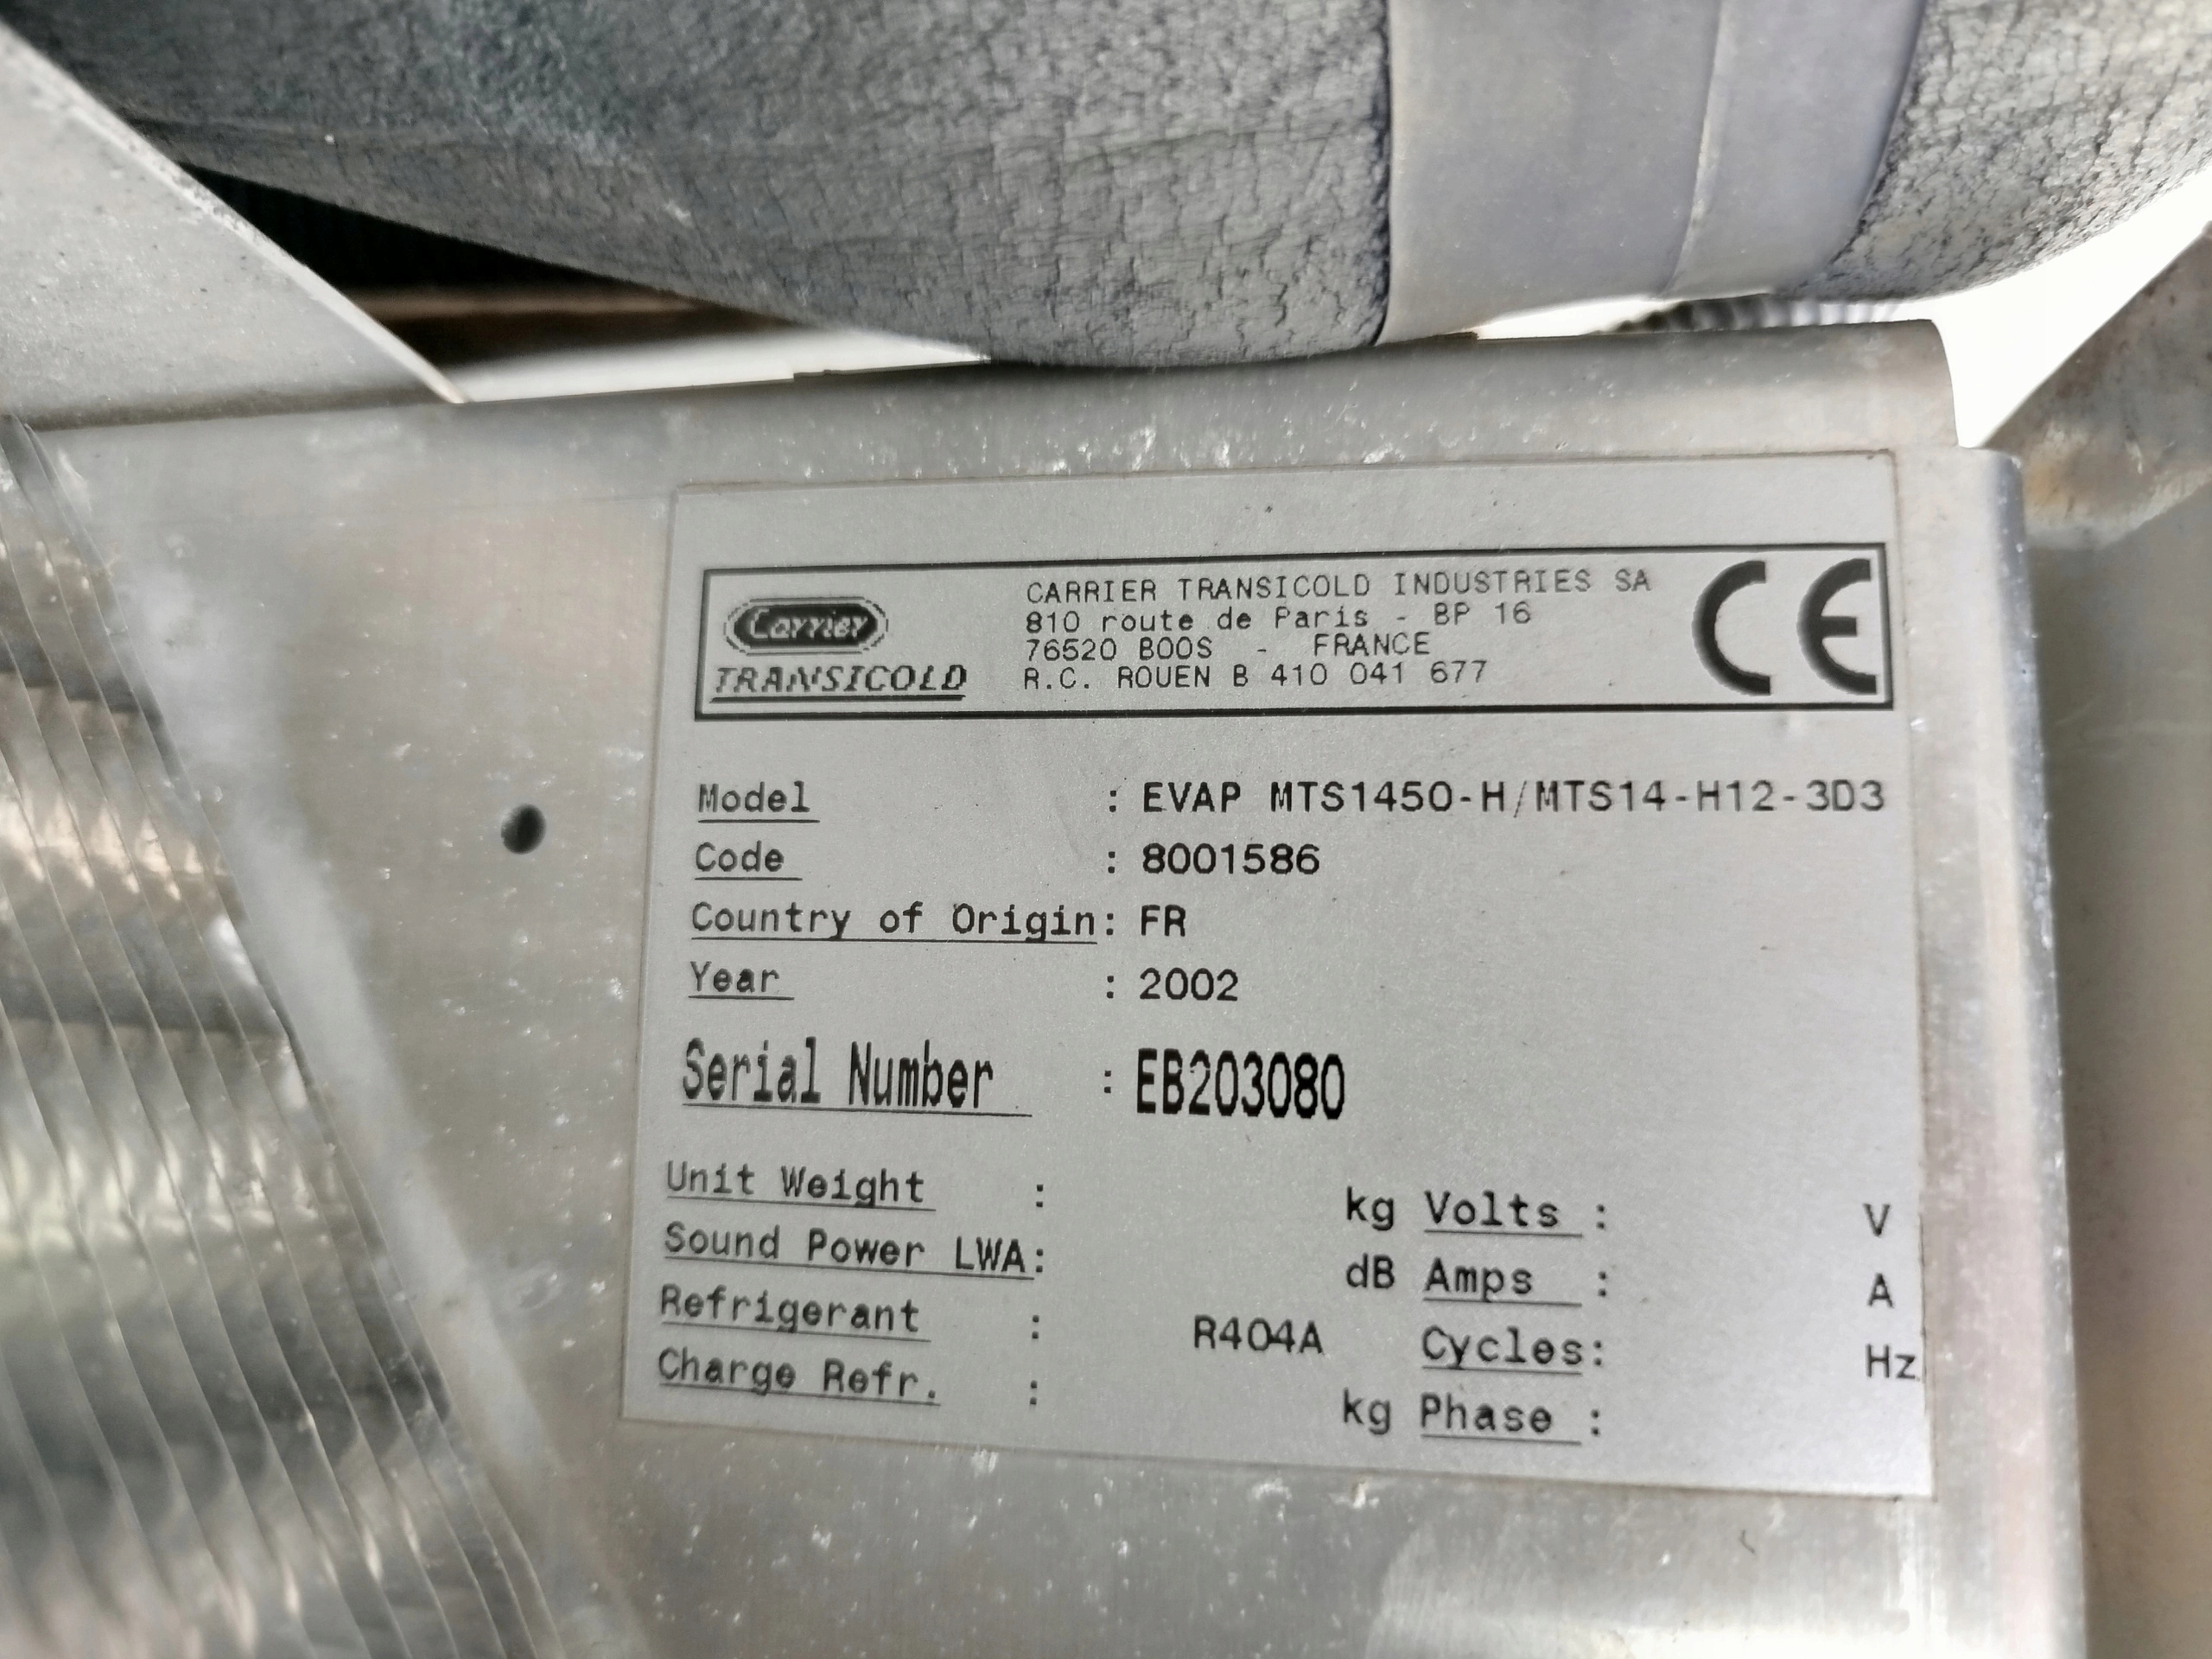 Carrier
TRANSICOLD
CARRIER TRANSICOLD INDUSTRIES SA
810 route de Paris - BP 16
76520 BOOS - FRANCE
R.C. ROUEN B 410 041 677
CE
Model : EVAP MTS1450-H/MTS14-H12-3D3
Code : 8001586
Country of Origin: FR
Year : 2002
Serial Number : EB203080
Unit Weight : kg Volts : V
Sound Power LWA: dB Amps : A
Refrigerant : R404A Cycles: Hz
Charge Refr. : kg Phase :